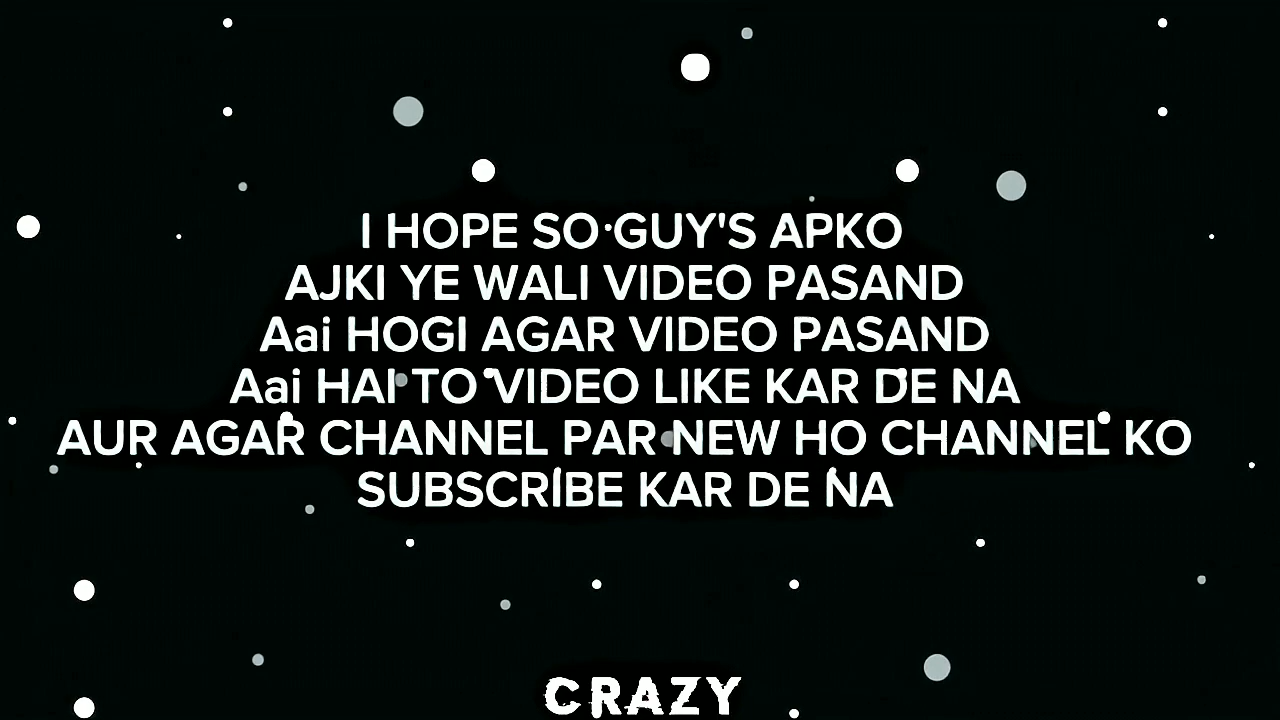 I HOPE SO GUY'S APKO
AJKI YE WALI VIDEO PASAND
Aai HOGI AGAR VIDEO PASAND
Aai HAI TO VIDEO LIKE KAR DE NA
AUR AGAR CHANNEL PAR NEW HO CHANNEL KO
SUBSCRIBE KAR DE NA
CRAZY